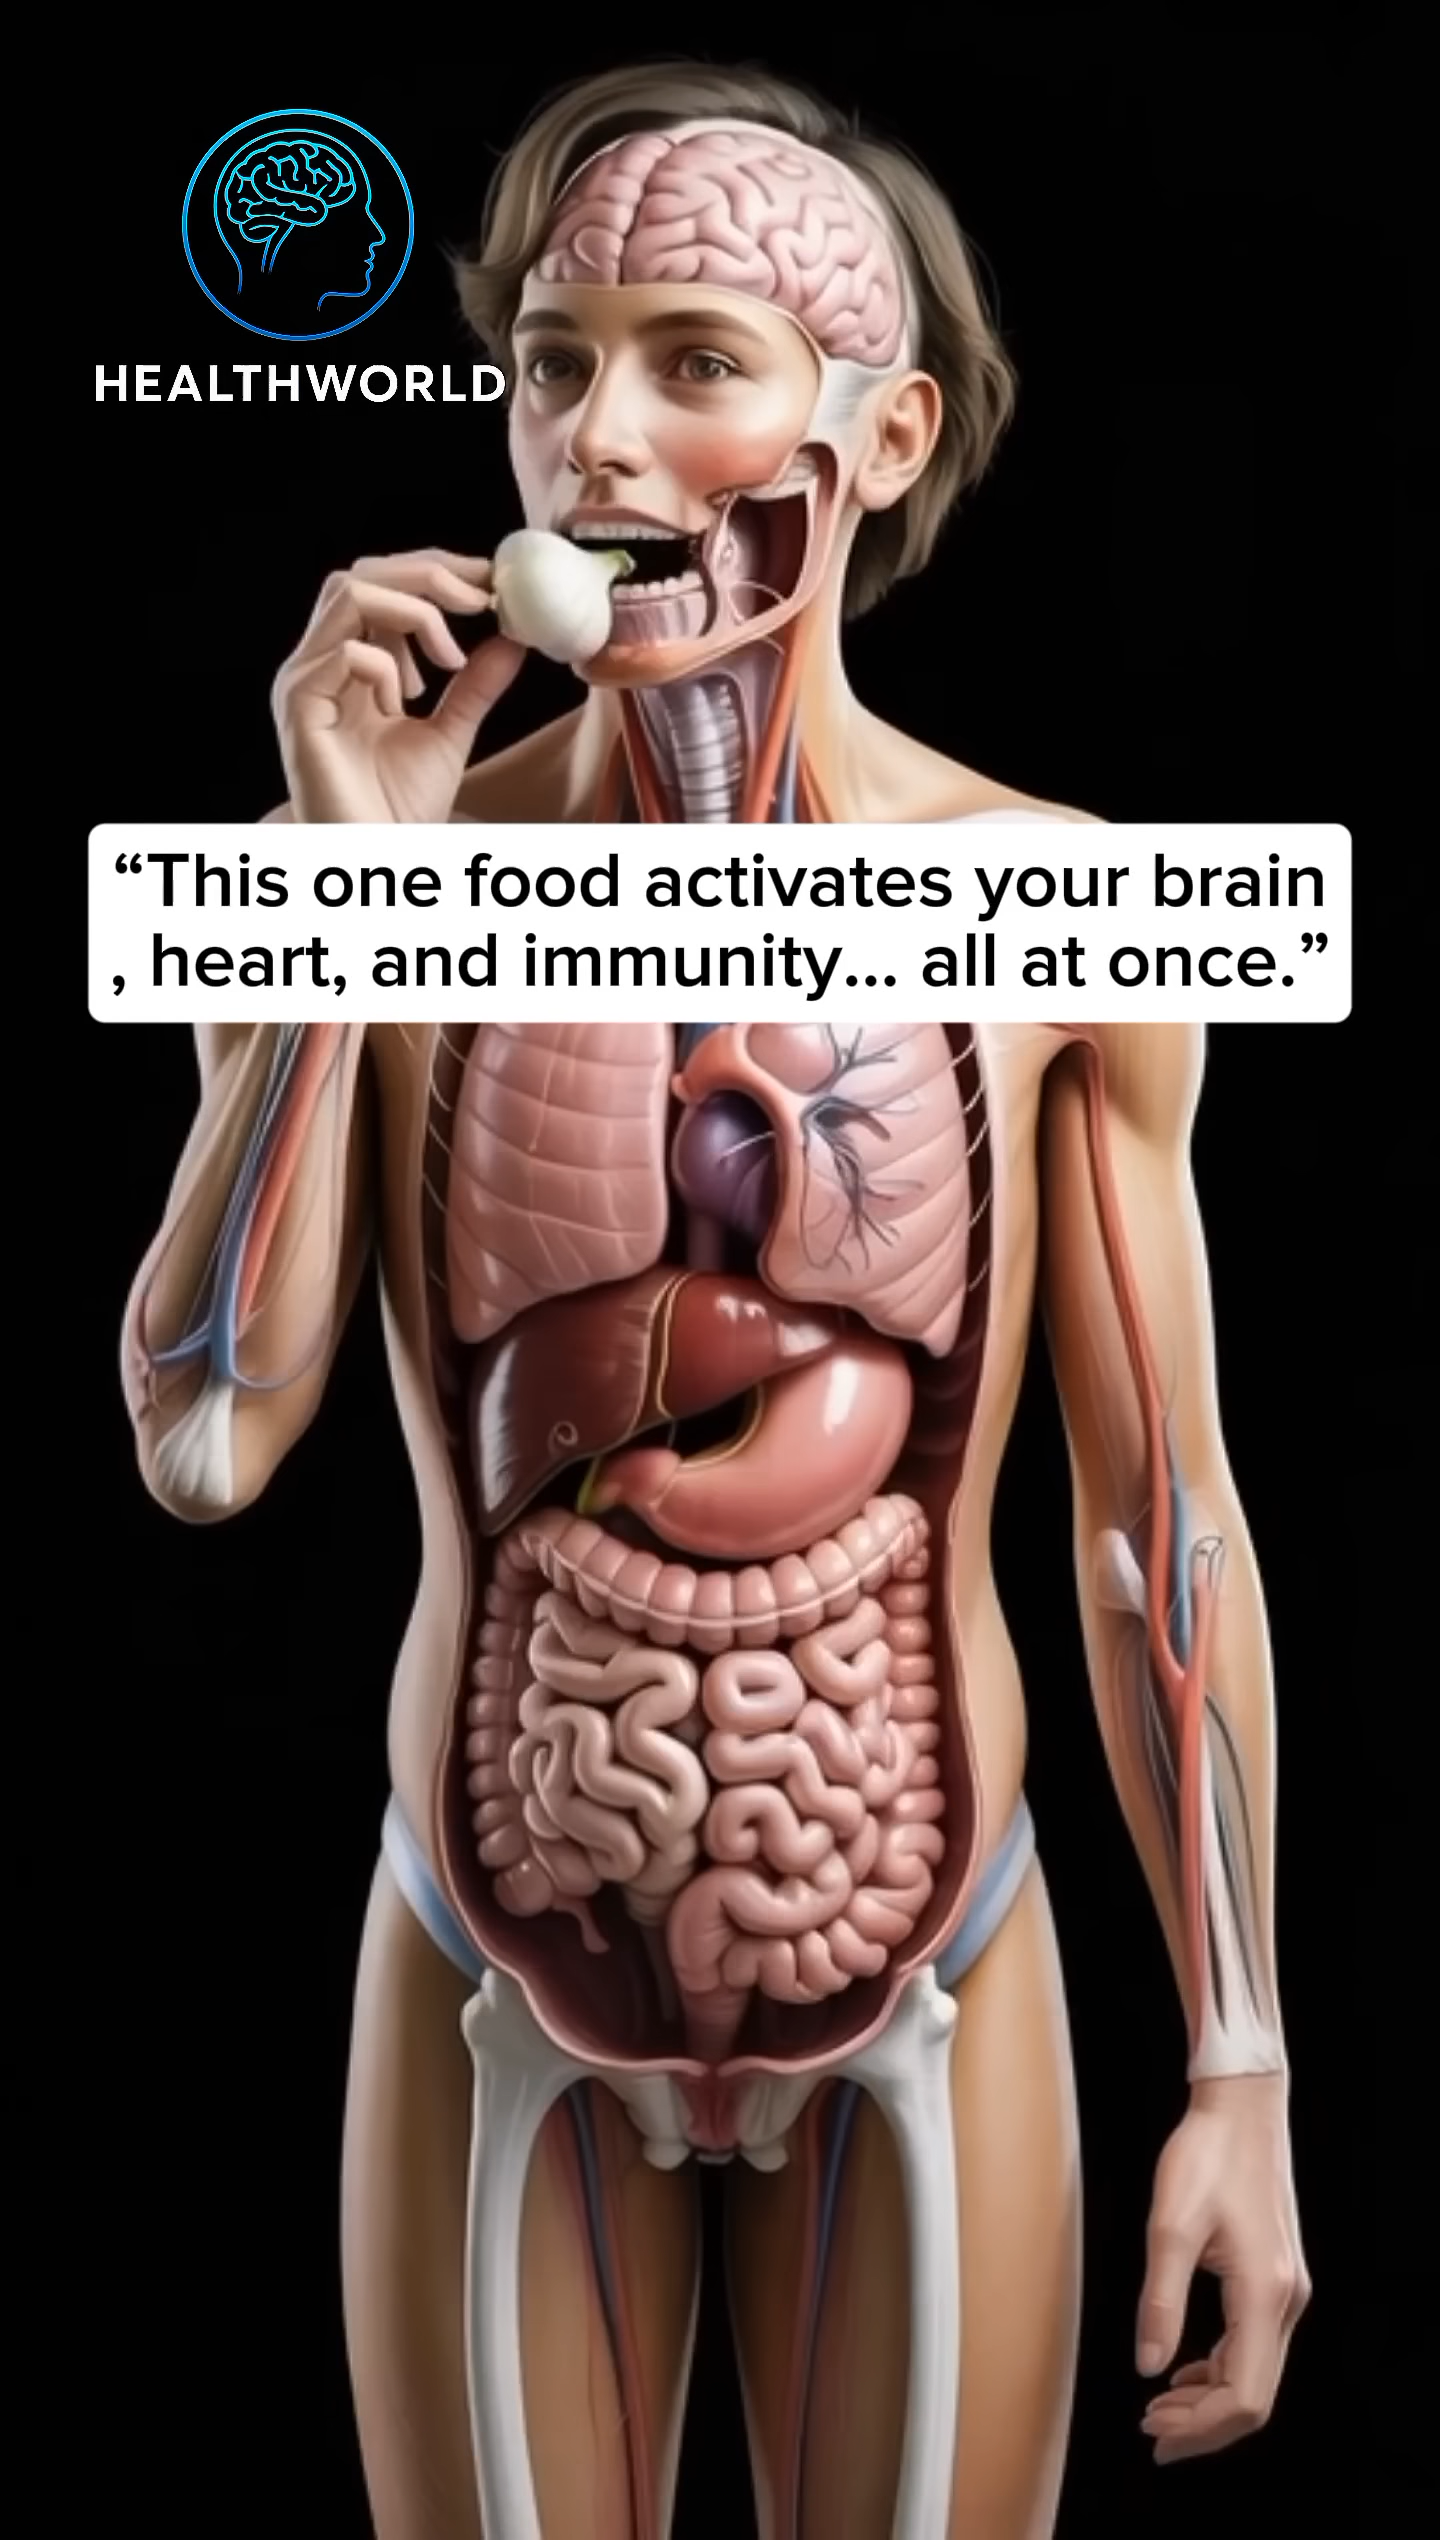 HEALTHWORLD
“This one food activates your brain
, heart, and immunity... all at once.”